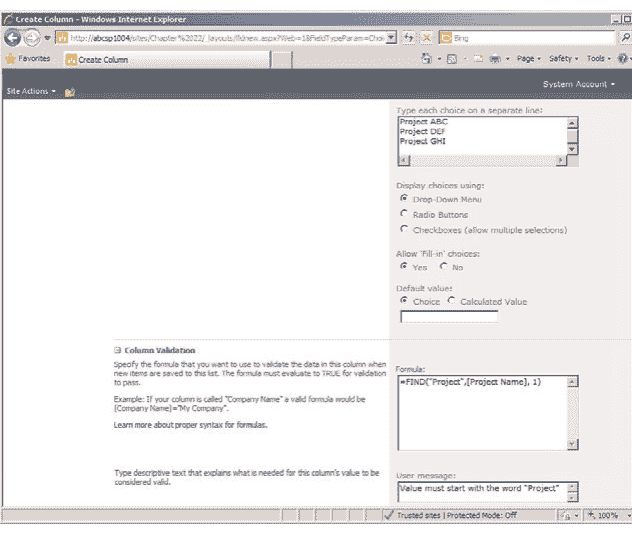 Create Column - Windows Internet Explorer
http://abcsp1004/sites/Chapter%2022/_layouts/fldnew.aspx?Web=1&FieldTypeParam=Choi
Bing
Favorites
Create Column
Page
Safety
Tools
Site Actions
System Account
Type each choice on a separate line:
Project ABC
Project DEF
Project GHI
Display choices using:
Drop-Down Menu
Radio Buttons
Checkboxes (allow multiple selections)
Allow 'Fill-in' choices:
Yes No
Default value:
Choice Calculated Value
Column Validation
Specify the formula that you want to use to validate the data in this column when
new items are saved to this list. The formula must evaluate to TRUE for validation
to pass.
Example: If your column is called "Company Name" a valid formula would be
[Company Name]="My Company".
Learn more about proper syntax for formulas.
Formula:
=FIND("Project",[Project Name], 1)
Type descriptive text that explains what is needed for this column's value to be
considered valid.
User message:
Value must start with the word "Project"
Trusted sites | Protected Mode: Off
100%